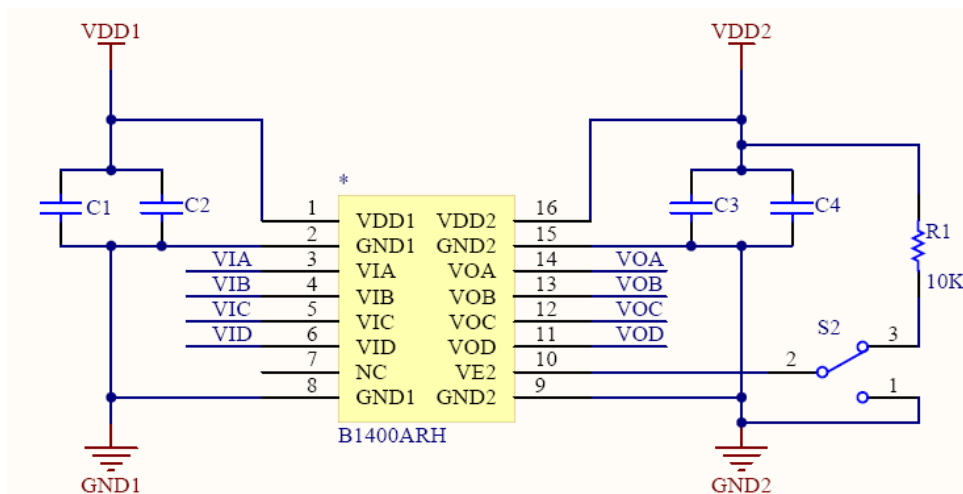 VDD1 VDD2
*
C1 C2 C3 C4
1 VDD1 VDD2 16
2 GND1 GND2 15
VIA 3 VIA VOA 14 VOA
VIB 4 VIB VOB 13 VOB
VIC 5 VIC VOC 12 VOC
VID 6 VID VOD 11 VOD
7 NC VE2 10
8 GND1 GND2 9
R1
10K
S2
3
2
1
B1400ARH
GND1 GND2